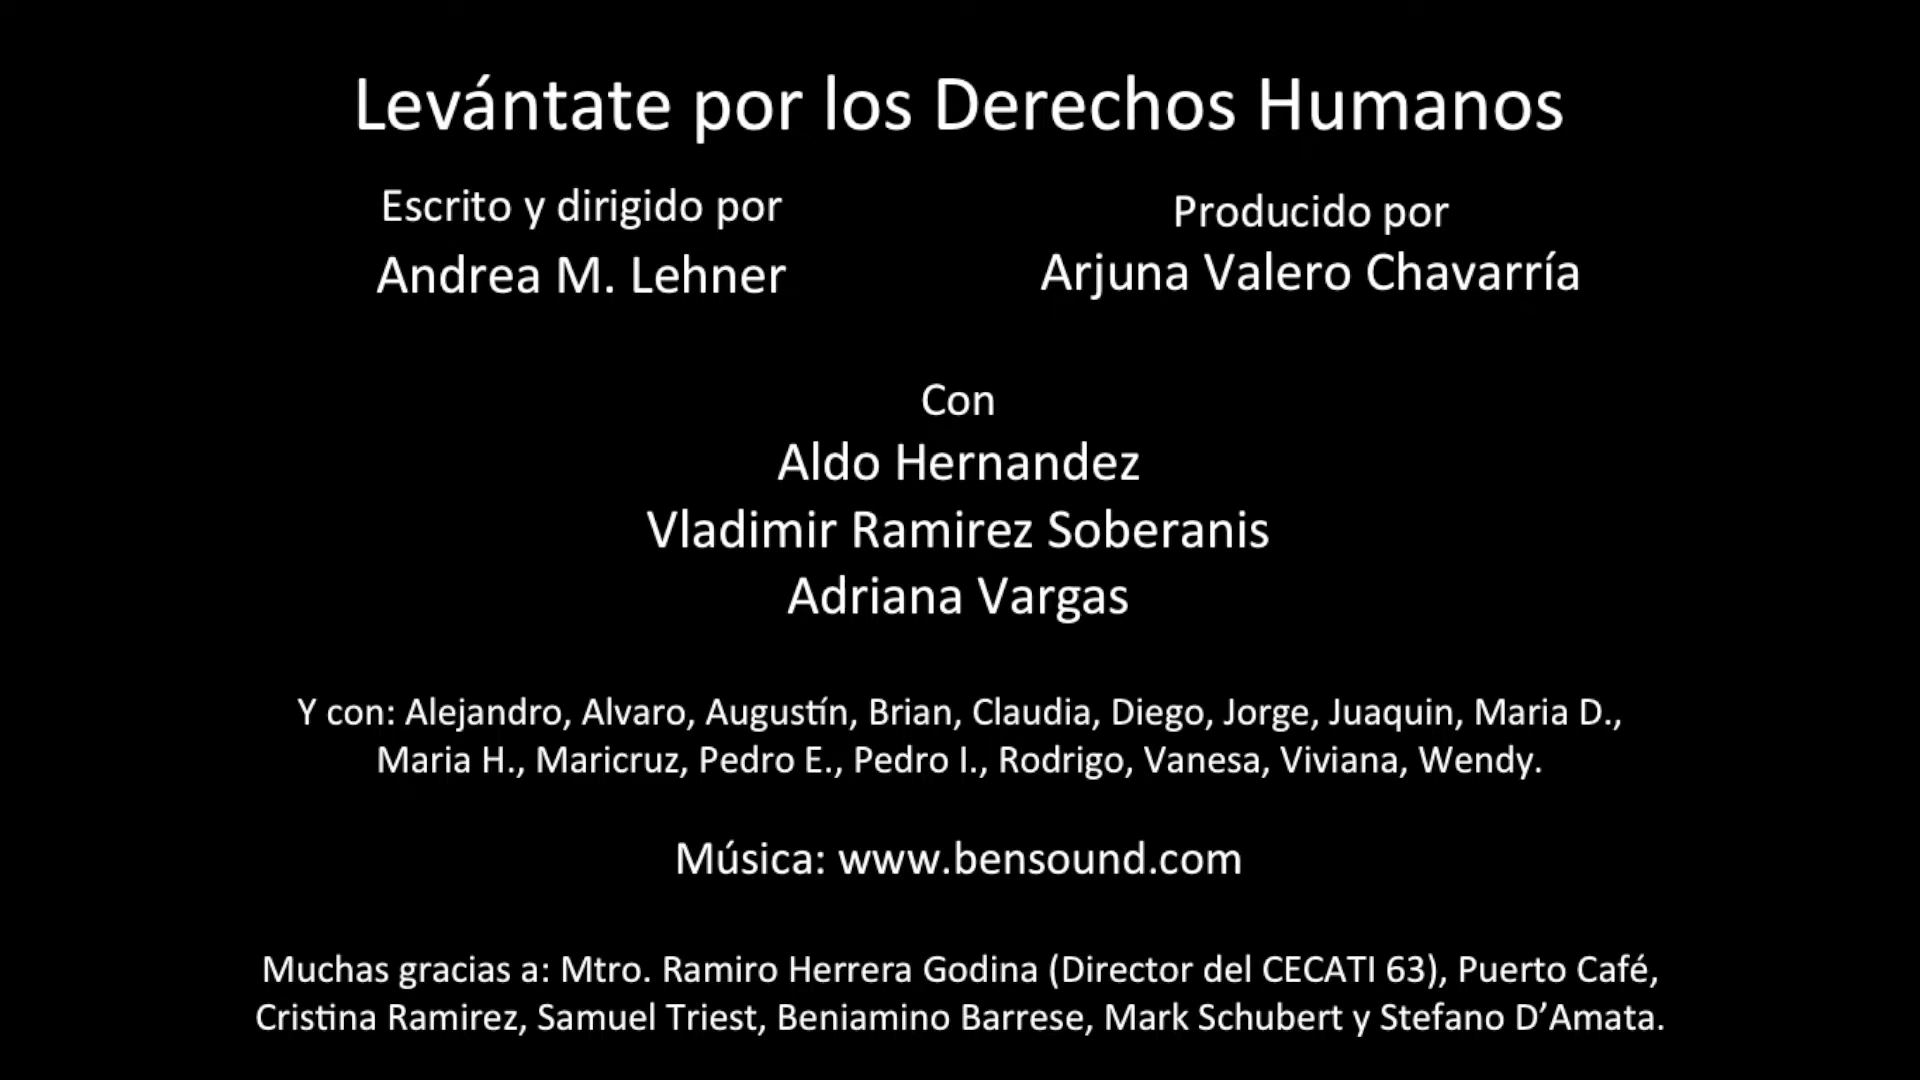 Levántate por los Derechos Humanos
Escrito y dirigido por
Andrea M. Lehner
Producido por
Arjuna Valero Chavarría
Con
Aldo Hernandez
Vladimir Ramirez Soberanis
Adriana Vargas
Y con: Alejandro, Alvaro, Augustín, Brian, Claudia, Diego, Jorge, Juaquin, Maria D.,
Maria H., Maricruz, Pedro E., Pedro I., Rodrigo, Vanesa, Viviana, Wendy.
Música: www.bensound.com
Muchas gracias a: Mtro. Ramiro Herrera Godina (Director del CECATI 63), Puerto Café,
Cristina Ramirez, Samuel Triest, Beniamino Barrese, Mark Schubert y Stefano D’Amata.